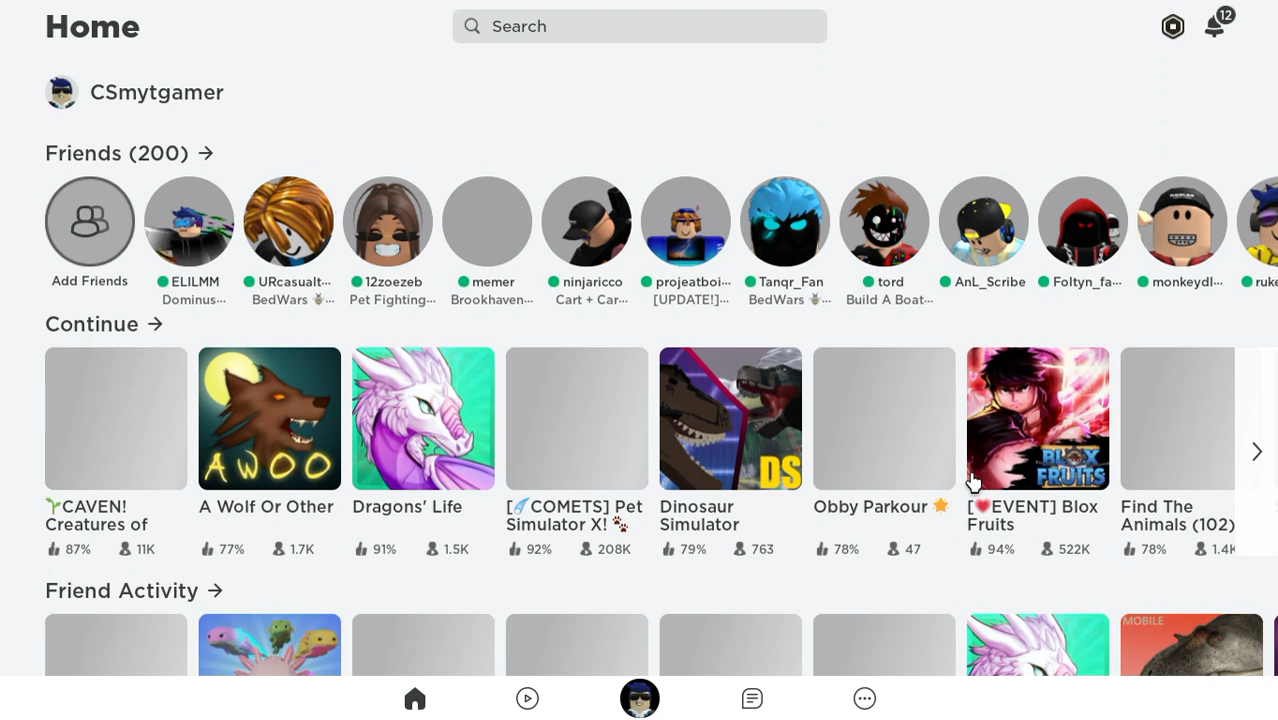 Home
Search
12
CSmytgamer
Friends (200) →
Add Friends
ELILMM
Dominus...
URcasualt...
BedWars 🪲...
12zoezeb
Pet Fighting...
memer
Brookhaven...
ninjaricco
Cart + Car...
projeatboi...
[UPDATE!]...
Tanqr_Fan
BedWars 🪲...
tord
Build A Boat...
AnL_Scribe
Foltyn_fa...
monkeydl...
ruke
Continue →
AWOO
DS
BLOX
FRUITS
🌱CAVEN!
Creatures of
87% 11K
A Wolf Or Other
77% 1.7K
Dragons' Life
91% 1.5K
[☄️COMETS] Pet
Simulator X! 🐾
92% 208K
Dinosaur
Simulator
79% 763
Obby Parkour 🌟
78% 47
[❤️EVENT] Blox
Fruits
94% 522K
Find The
Animals (102)
78% 1.4K
Friend Activity →
MOBILE